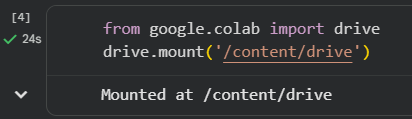 [4]
24s
from google.colab import drive
drive.mount('/content/drive')
Mounted at /content/drive